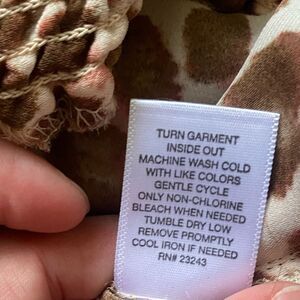 TURN GARMENT
INSIDE OUT
MACHINE WASH COLD
WITH LIKE COLORS
GENTLE CYCLE
ONLY NON-CHLORINE
BLEACH WHEN NEEDED
TUMBLE DRY LOW
REMOVE PROMPTLY
COOL IRON IF NEEDED
RN# 23243